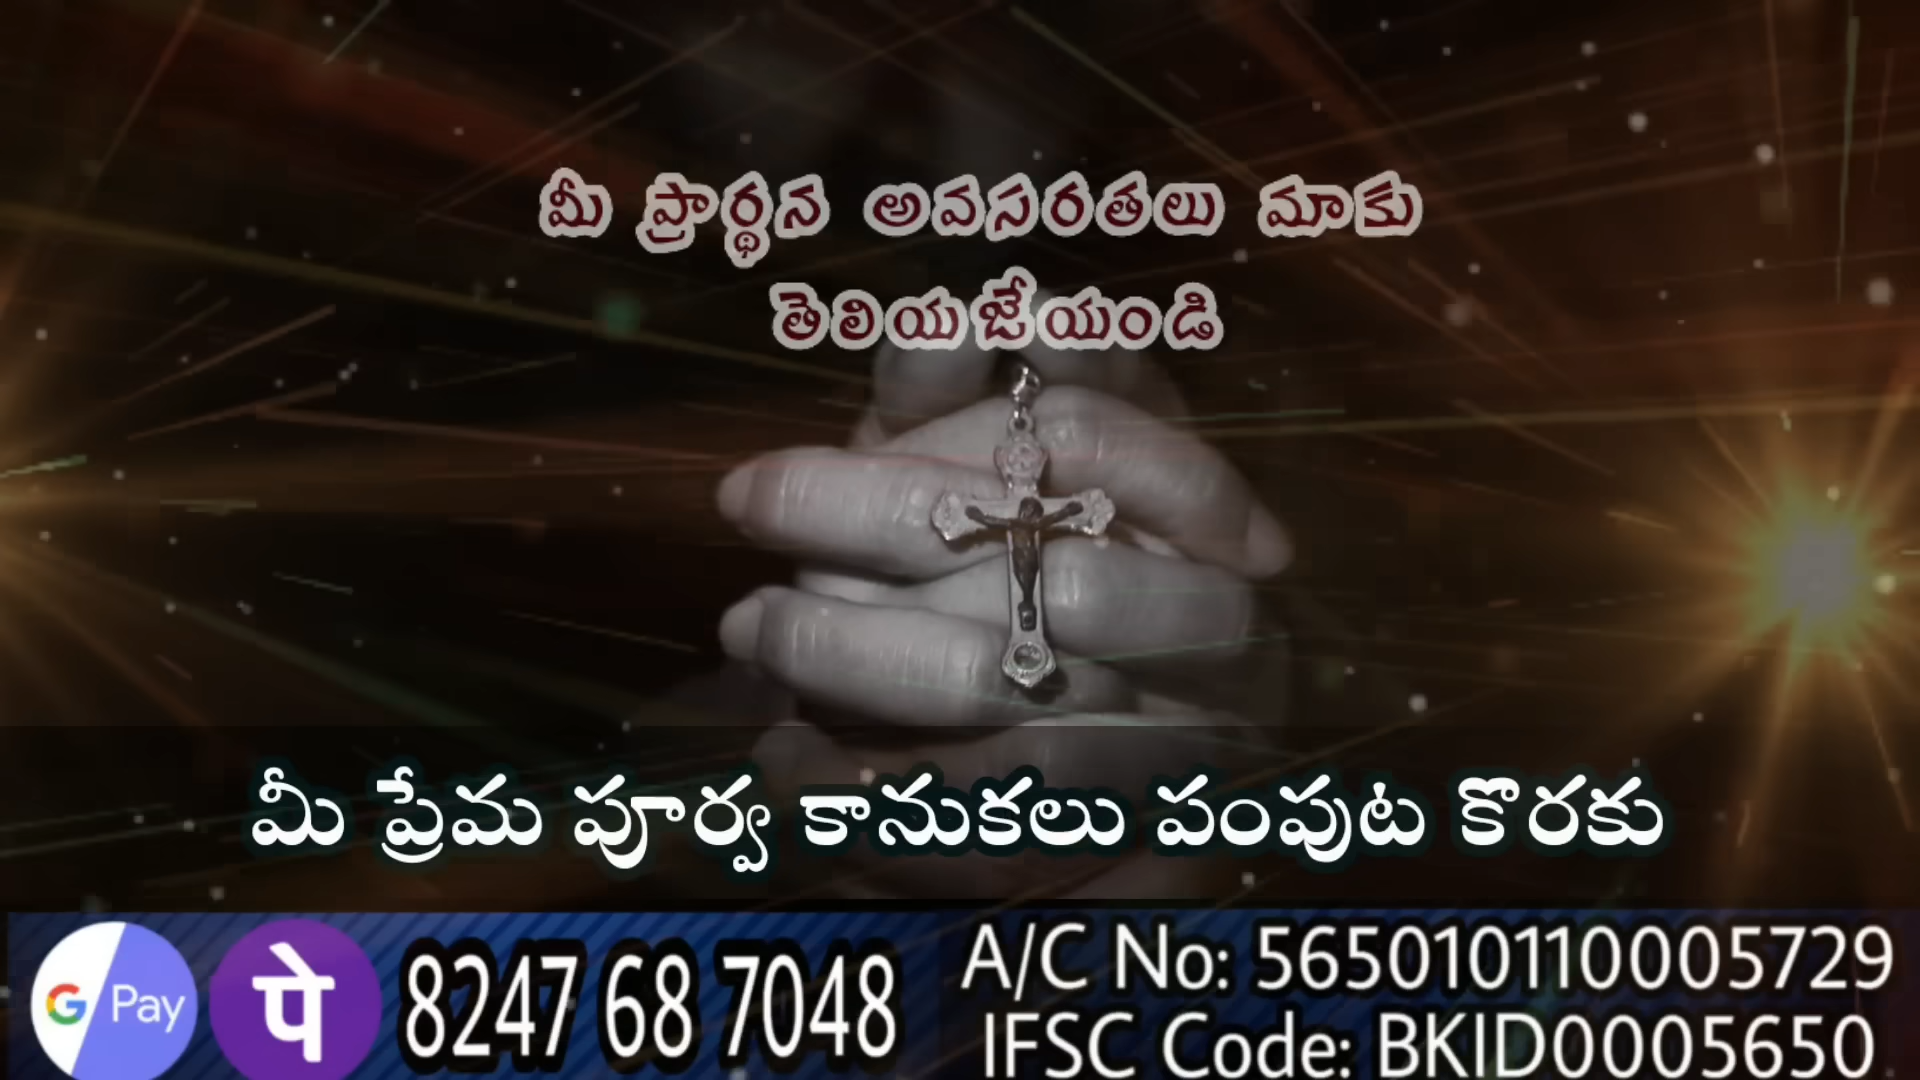 మీ ప్రార్థన అవసరతలు మాకు
తెలియజేయండి
మీ ప్రేమ పూర్వ కానుకలు పంపుట కొరకు
G Pay पे 8247 68 7048
A/C No: 565010110005729
IFSC Code: BKID0005650